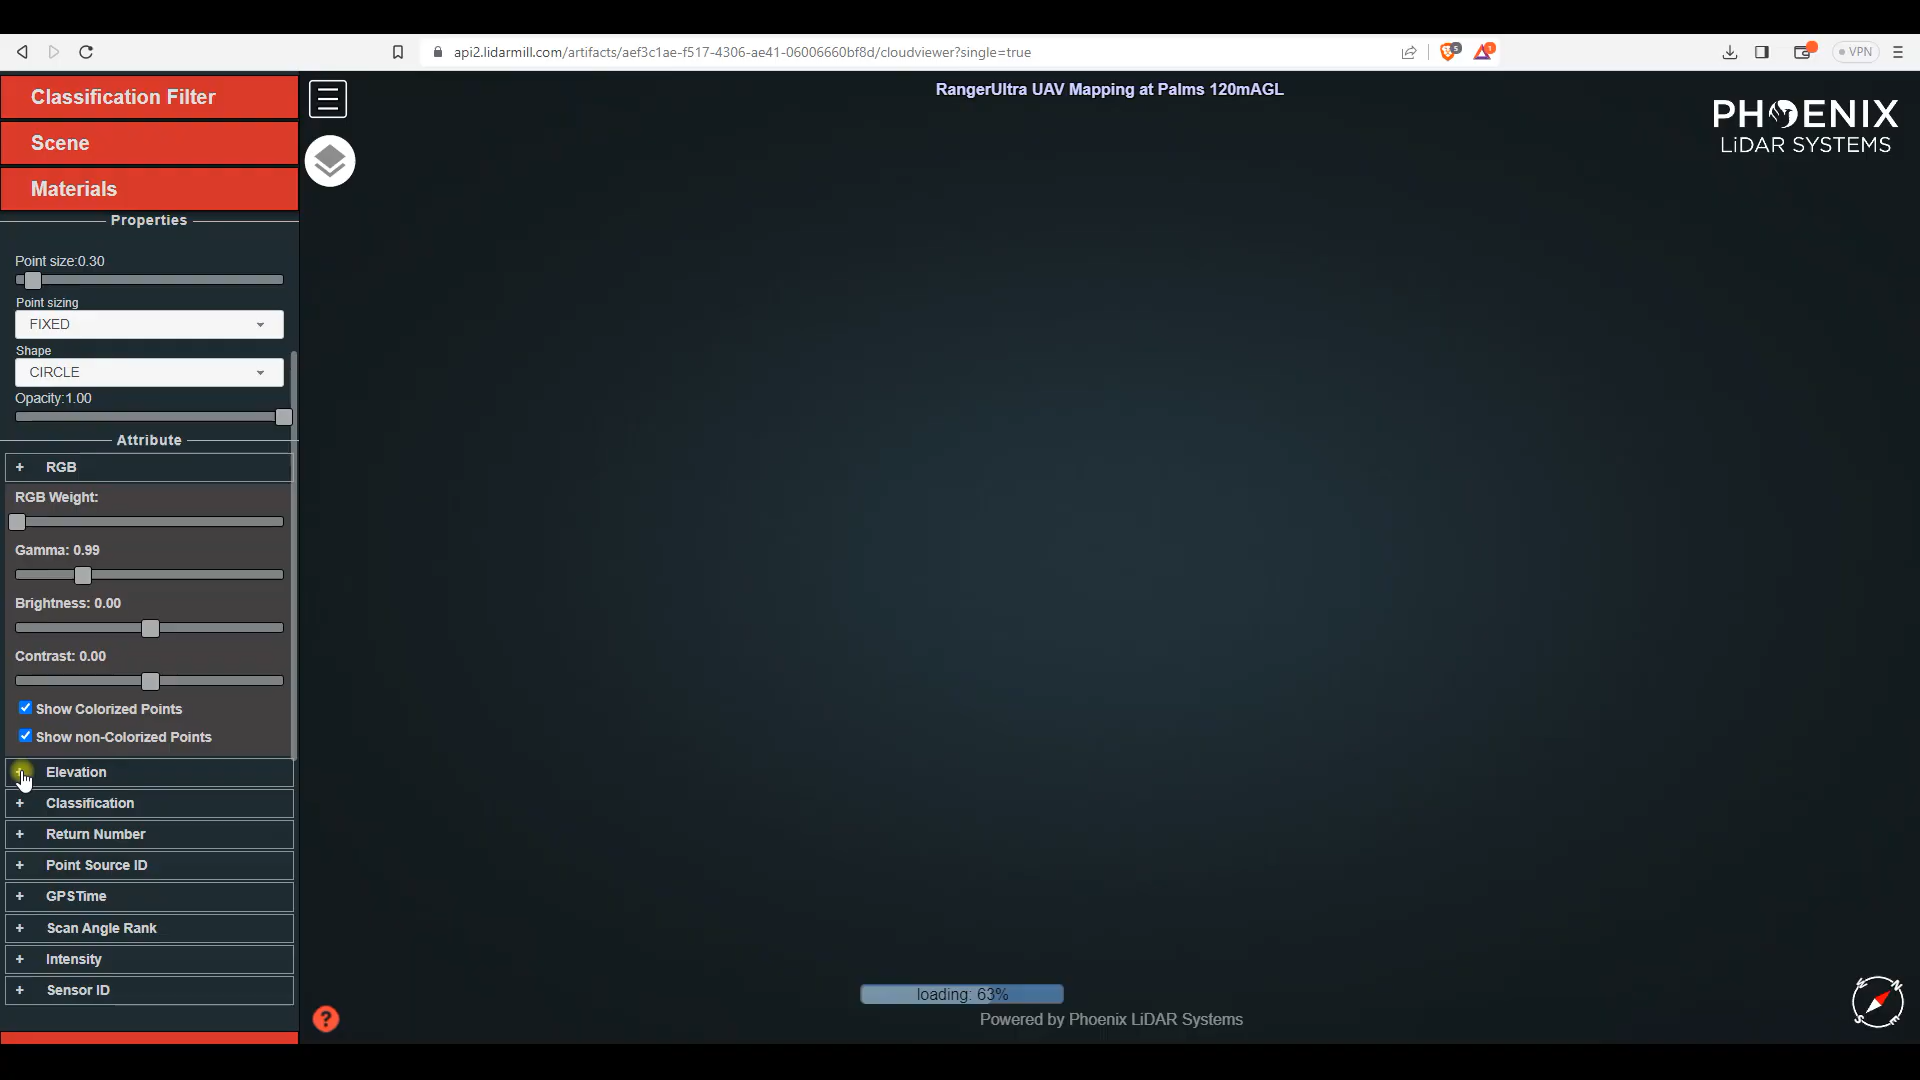 api2.lidarmill.com/artifacts/aef3c1ae-f517-4306-ae41-06006660bf8d/cloudviewer?single=true
5
1
VPN
Classification Filter
Scene
Materials
Properties
Point size:0.30
Point sizing
FIXED
Shape
CIRCLE
Opacity:1.00
Attribute
+ RGB
RGB Weight:
Gamma: 0.99
Brightness: 0.00
Contrast: 0.00
Show Colorized Points
Show non-Colorized Points
Elevation
+ Classification
+ Return Number
+ Point Source ID
+ GPSTime
+ Scan Angle Rank
+ Intensity
+ Sensor ID
RangerUltra UAV Mapping at Palms 120mAGL
PHOENIX
LiDAR SYSTEMS
loading: 63%
Powered by Phoenix LiDAR Systems
?
W N
S E